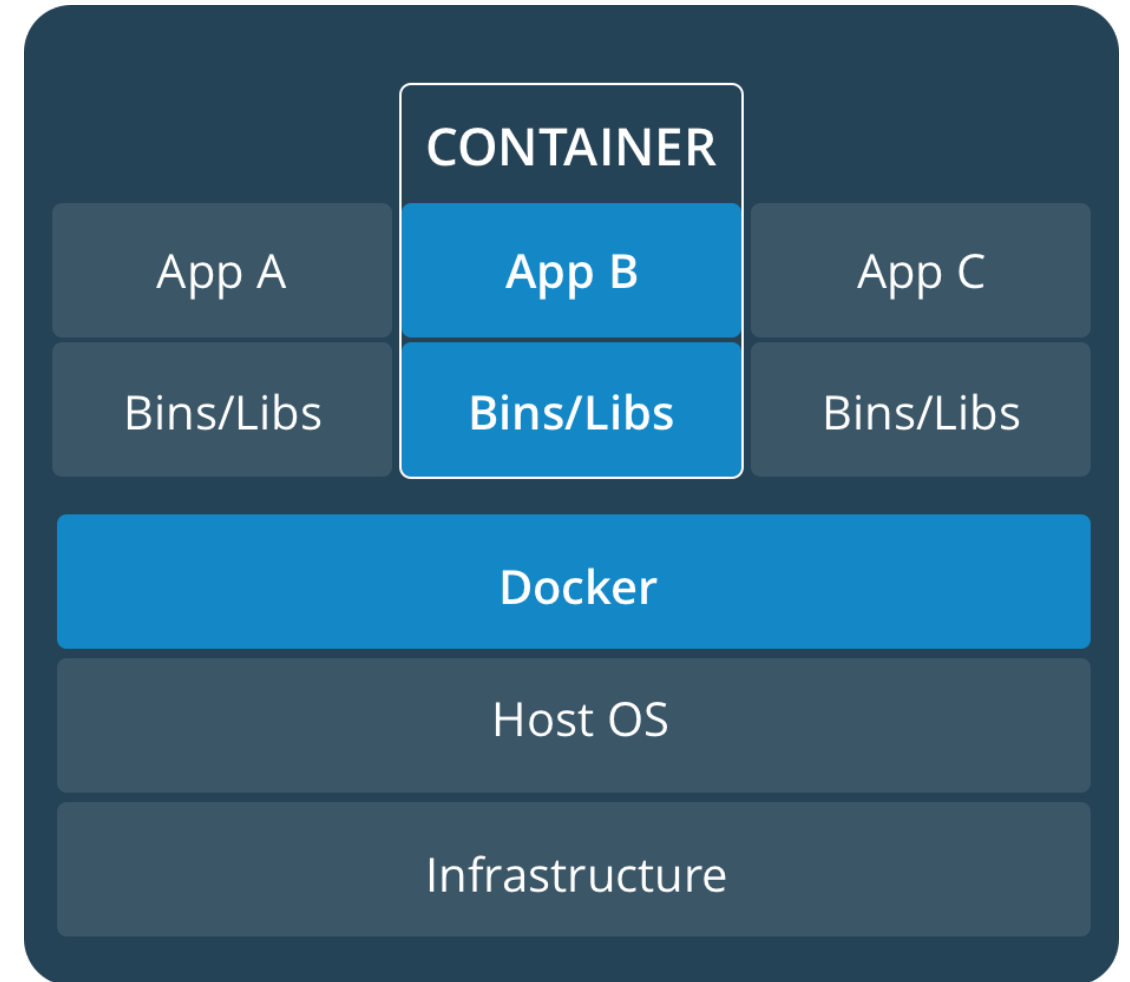 CONTAINER
App A
App B
App C
Bins/Libs
Bins/Libs
Bins/Libs
Docker
Host OS
Infrastructure